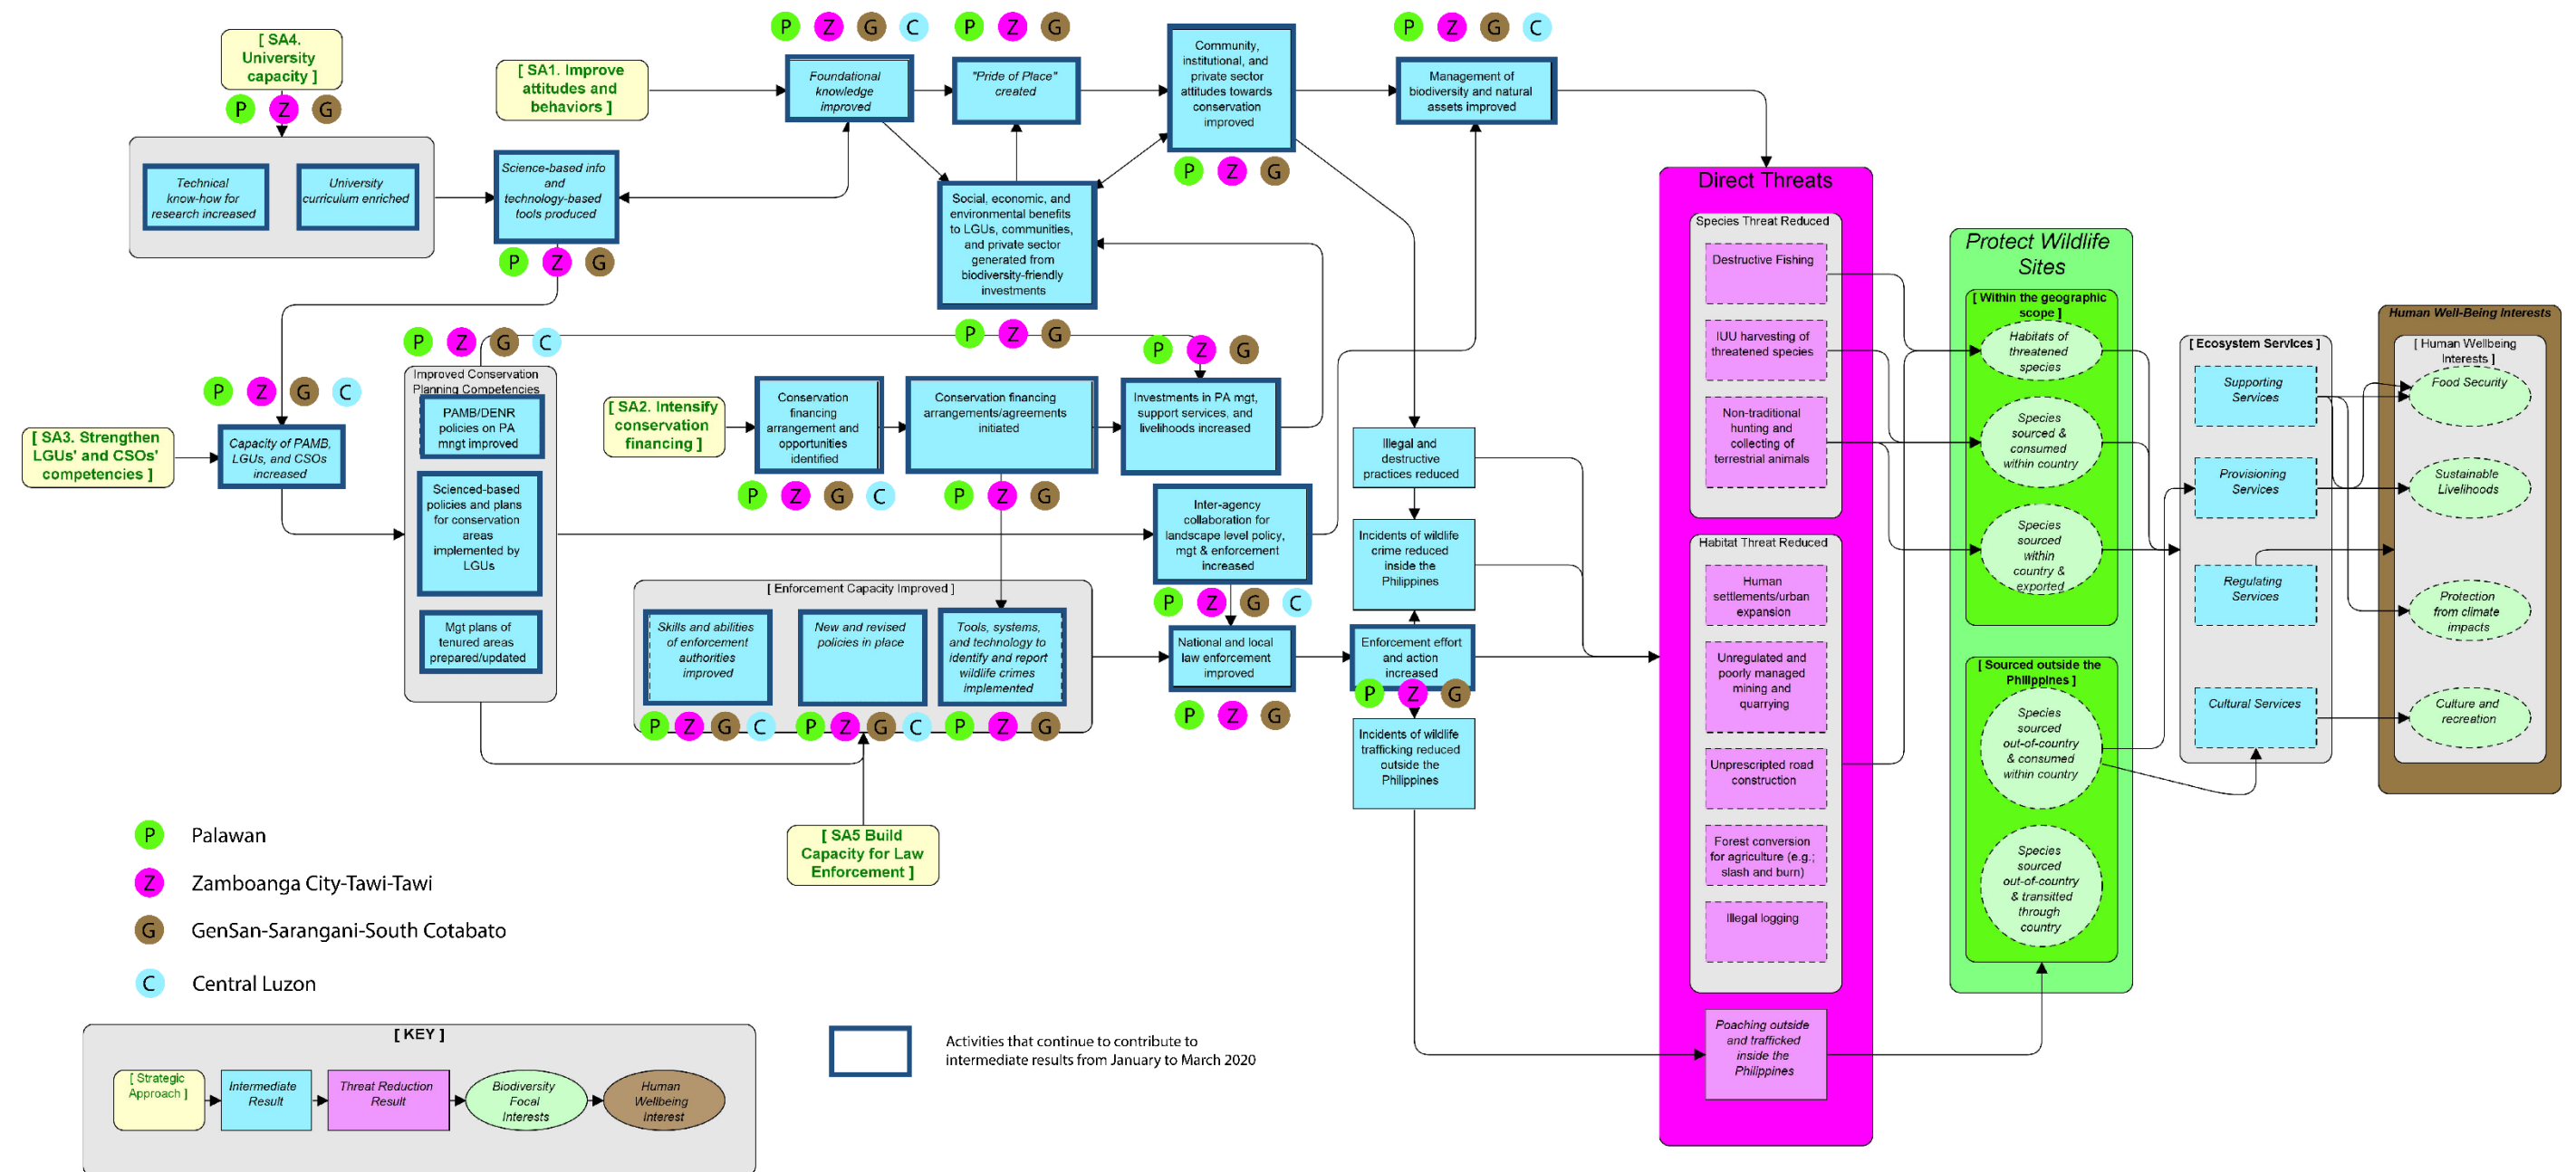 [ SA4.
University
capacity ]
P Z G
Technical
know-how for
research increased
University
curriculum enriched
[ SA1. Improve
attitudes and
behaviors ]
Science-based info
and
technology-based
tools produced
P Z G
P Z G C
Foundational
knowledge
improved
P Z G
"Pride of Place"
created
Community,
institutional, and
private sector
attitudes towards
conservation
improved
P Z G
P Z G C
Management of
biodiversity and natural
assets improved
Social, economic, and
environmental benefits
to LGUs, communities,
and private sector
generated from
biodiversity-friendly
investments
P Z G
[ SA3. Strengthen
LGUs' and CSOs'
competencies ]
P Z G C
Capacity of PAMB,
LGUs, and CSOs
increased
P Z G C
Improved Conservation
Planning Competencies
PAMB/DENR
policies on PA
mngt improved
Scienced-based
policies and plans
for conservation
areas
implemented by
LGUs
Mgt plans of
tenured areas
prepared/updated
[ SA2. Intensify
conservation
financing ]
Conservation
financing
arrangement and
opportunities
identified
P Z G C
Conservation financing
arrangements/agreements
initiated
P Z G
P Z G
Investments in PA mgt,
support services, and
livelihoods increased
Inter-agency
collaboration for
landscape level policy,
mgt & enforcement
increased
P Z G C
[ Enforcement Capacity Improved ]
Skills and abilities
of enforcement
authorities
improved
New and revised
policies in place
Tools, systems,
and technology to
identify and report
wildlife crimes
implemented
P Z G C P Z G C P Z G
[ SA5 Build
Capacity for Law
Enforcement ]
National and local
law enforcement
improved
P Z G
Illegal and
destructive
practices reduced
Incidents of wildlife
crime reduced
inside the
Philippines
Enforcement effort
and action
increased
P Z G
Incidents of wildlife
trafficking reduced
outside the
Philippines
Direct Threats
Species Threat Reduced
Destructive Fishing
IUU harvesting of
threatened species
Non-traditional
hunting and
collecting of
terrestrial animals
Habitat Threat Reduced
Human
settlements/urban
expansion
Unregulated and
poorly managed
mining and
quarrying
Unprescripted road
construction
Forest conversion
for agriculture (e.g.;
slash and burn)
Illegal logging
Poaching outside
and trafficked
inside the
Philippines
Protect Wildlife
Sites
[ Within the geographic
scope ]
Habitats of
threatened
species
Species
sourced &
consumed
within country
Species
sourced
within
country &
exported
[ Sourced outside the
Philippines ]
Species
sourced
out-of-country
& consumed
within country
Species
sourced
out-of-country
& transitted
through
country
[ Ecosystem Services ]
Supporting
Services
Provisioning
Services
Regulating
Services
Cultural Services
Human Well-Being Interests
[ Human Wellbeing
Interests ]
Food Security
Sustainable
Livelihoods
Protection
from climate
impacts
Culture and
recreation
P Palawan
Z Zamboanga City-Tawi-Tawi
G GenSan-Sarangani-South Cotabato
C Central Luzon
[ KEY ]
[ Strategic
Approach ]
Intermediate
Result
Threat Reduction
Result
Biodiversity
Focal
Interests
Human
Wellbeing
Interest
Activities that continue to contribute to
intermediate results from January to March 2020